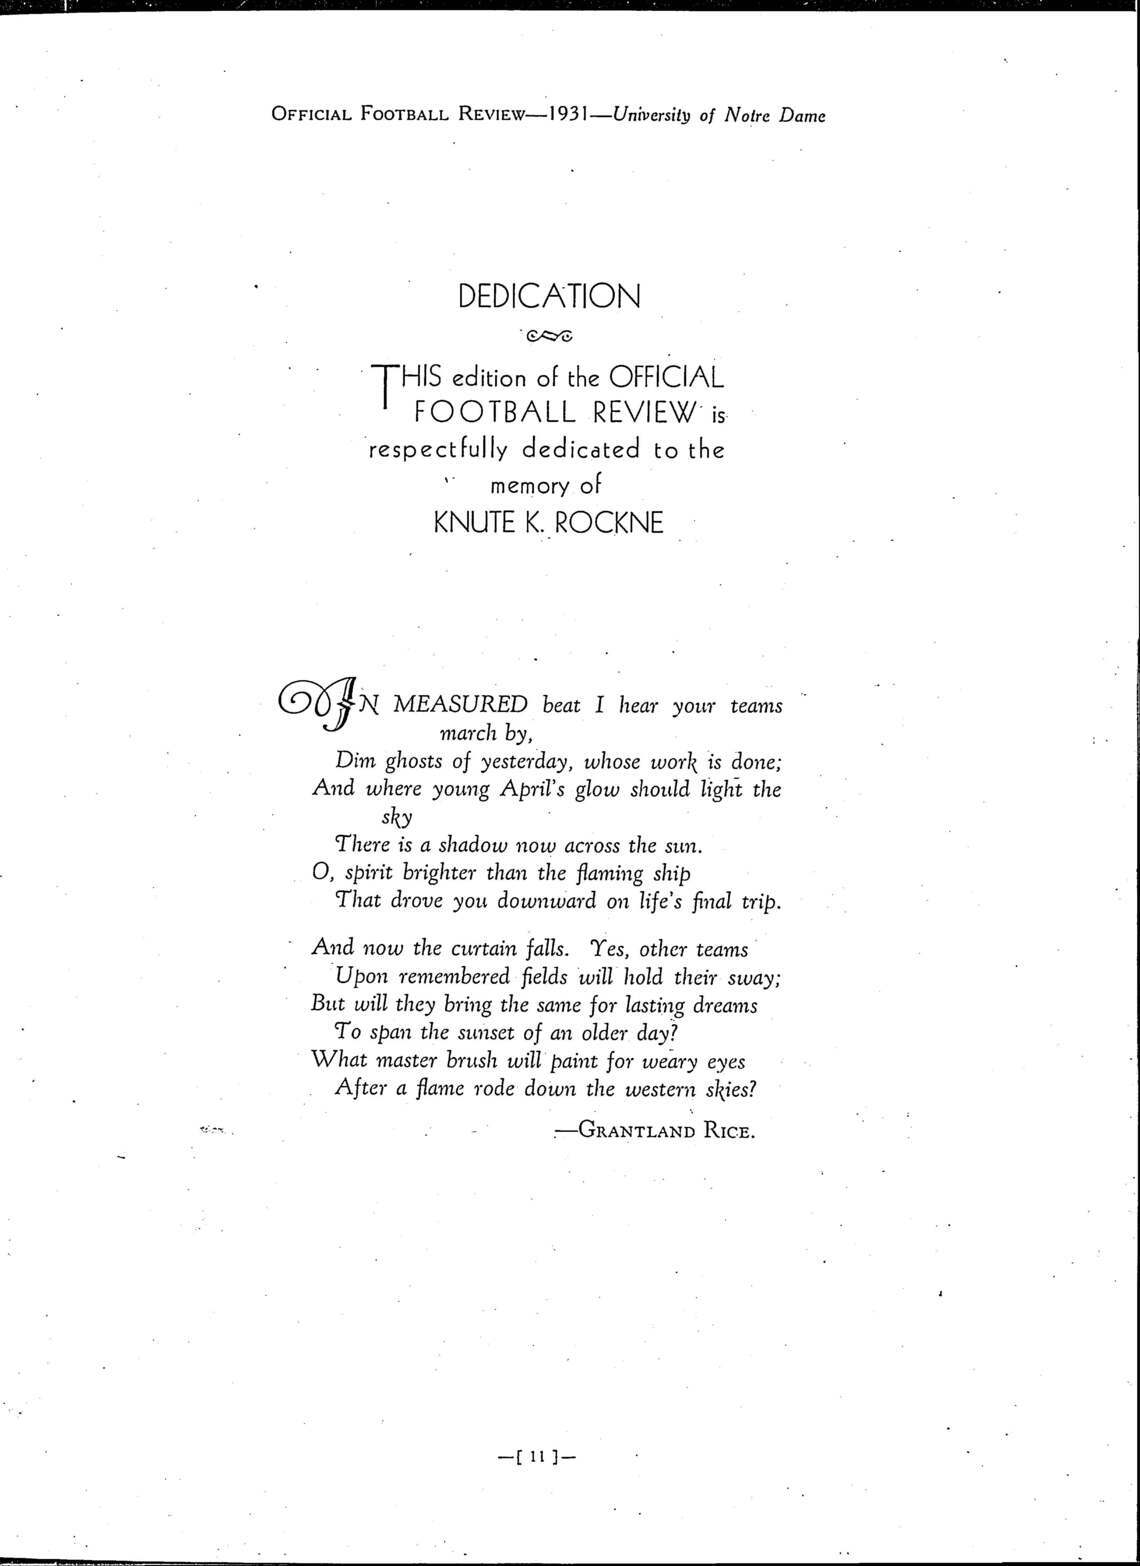 OFFICIAL FOOTBALL REVIEW—1931—University of Notre Dame
DEDICATION
THIS edition of the OFFICIAL
FOOTBALL REVIEW is
respectfully dedicated to the
memory of
KNUTE K. ROCKNE
IN MEASURED beat I hear your teams
march by,
Dim ghosts of yesterday, whose work is done;
And where young April's glow should light the
sky
There is a shadow now across the sun.
O, spirit brighter than the flaming ship
That drove you downward on life's final trip.
And now the curtain falls. Yes, other teams
Upon remembered fields will hold their sway;
But will they bring the same for lasting dreams
To span the sunset of an older day?
What master brush will paint for weary eyes
After a flame rode down the western skies?
—GRANTLAND RICE.
—[ 11 ]—